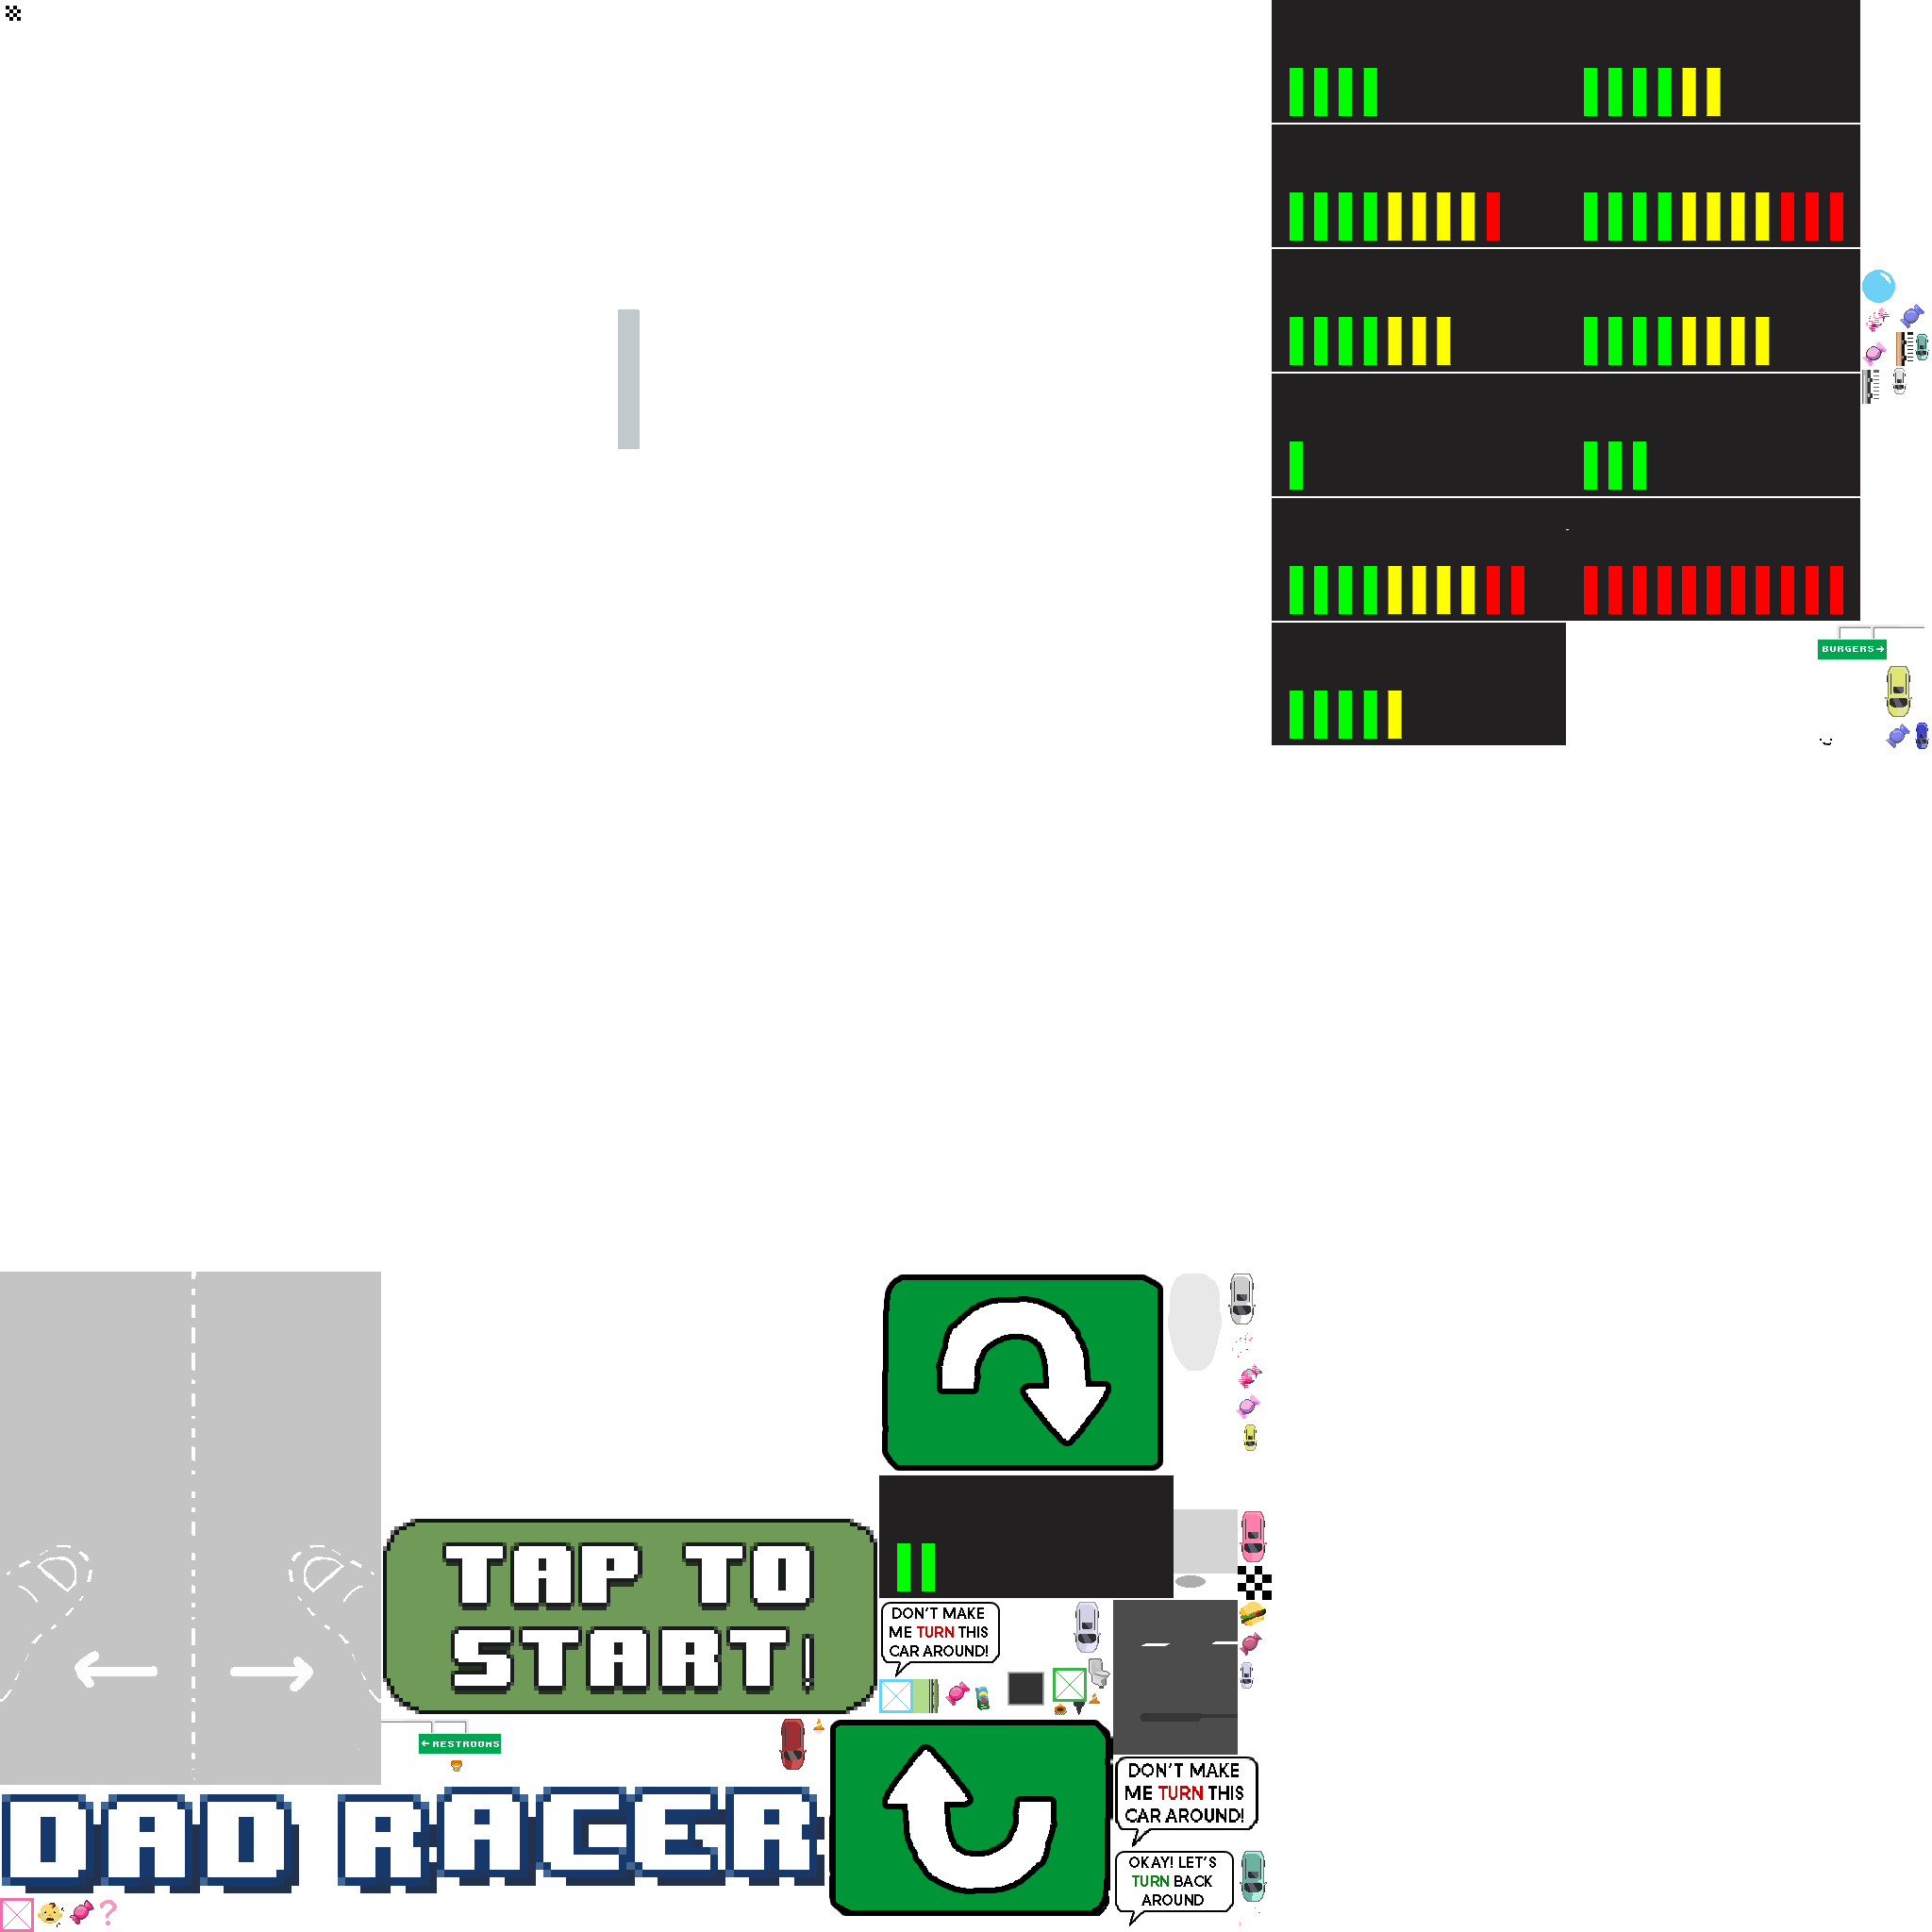 BURGERS →
TAP TO
START!
DON'T MAKE
ME TURN THIS
CAR AROUND!
← RESTROOMS
DAD RACER
DON'T MAKE
ME TURN THIS
CAR AROUND!
OKAY! LET'S
TURN BACK
AROUND
?